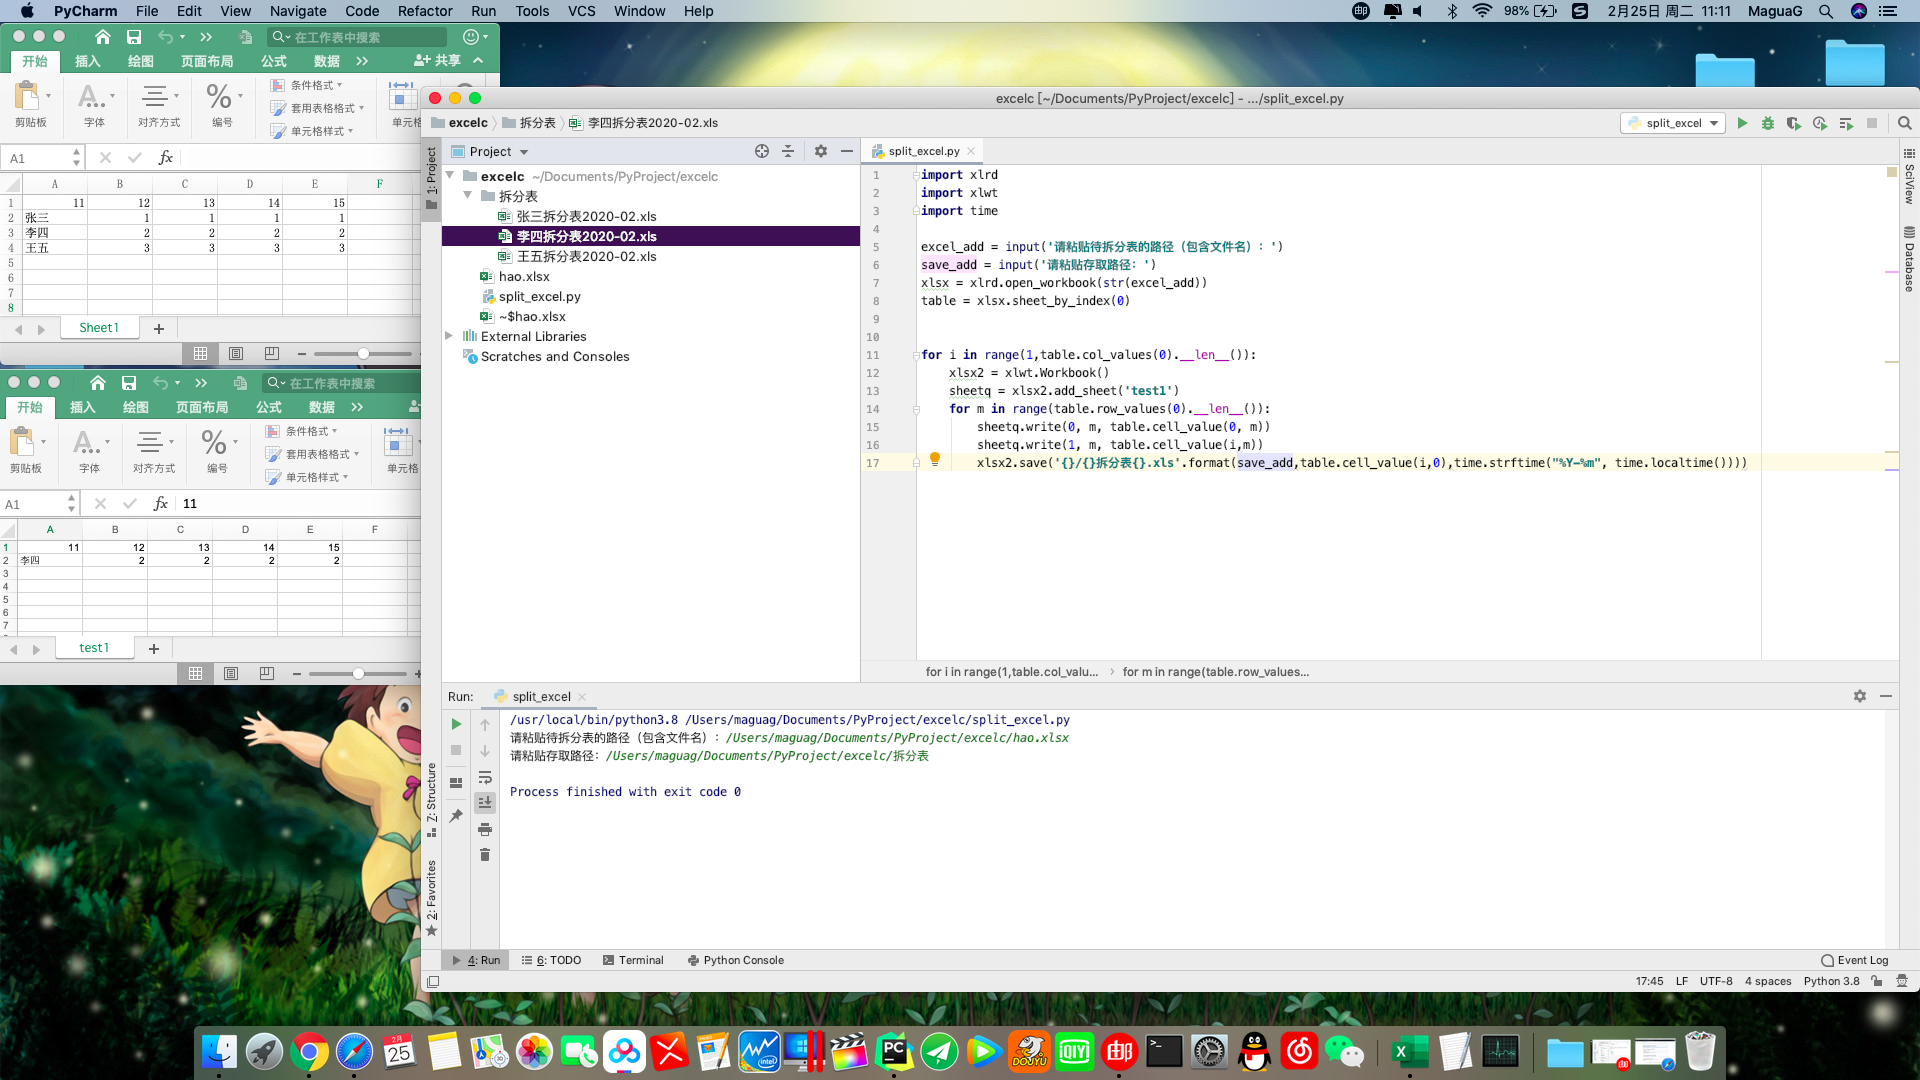 PyCharm File Edit View Navigate Code Refactor Run Tools VCS Window Help 98% 2月25日 周二 11:11 MaguaG
在工作表中搜索
开始 插入 绘图 页面布局 公式 数据 共享
剪贴板 字体 对齐方式 编号 条件格式 套用表格格式 单元格样式 单元格
A1 fx
A B C D E F
1 11 12 13 14 15
2 张三 1 1 1 1
3 李四 2 2 2 2
4 王五 3 3 3 3
5
6
7
8
Sheet1
在工作表中搜索
开始 插入 绘图 页面布局 公式 数据
剪贴板 字体 对齐方式 编号 条件格式 套用表格格式 单元格样式 单元格
A1 fx 11
A B C D E F
1 11 12 13 14 15
2 李四 2 2 2 2
3
4
5
6
7
test1
excelc [~/Documents/PyProject/excelc] - .../split_excel.py
excelc 拆分表 李四拆分表2020-02.xls split_excel
1: Project
Project
excelc ~/Documents/PyProject/excelc
拆分表
张三拆分表2020-02.xls
李四拆分表2020-02.xls
王五拆分表2020-02.xls
hao.xlsx
split_excel.py
~$hao.xlsx
External Libraries
Scratches and Consoles
split_excel.py
1 import xlrd
2 import xlwt
3 import time
4
5 excel_add = input('请粘贴待拆分表的路径（包含文件名）: ')
6 save_add = input('请粘贴存取路径: ')
7 xlsx = xlrd.open_workbook(str(excel_add))
8 table = xlsx.sheet_by_index(0)
9
10
11 for i in range(1,table.col_values(0).__len__()):
12 xlsx2 = xlwt.Workbook()
13 sheetq = xlsx2.add_sheet('test1')
14 for m in range(table.row_values(0).__len__()):
15 sheetq.write(0, m, table.cell_value(0, m))
16 sheetq.write(1, m, table.cell_value(i,m))
17 xlsx2.save('{}/{}拆分表{}.xls'.format(save_add,table.cell_value(i,0),time.strftime("%Y-%m", time.localtime())))
for i in range(1,table.col_valu... › for m in range(table.row_values...
SciView
Database
Run: split_excel
/usr/local/bin/python3.8 /Users/maguag/Documents/PyProject/excelc/split_excel.py
请粘贴待拆分表的路径（包含文件名）: /Users/maguag/Documents/PyProject/excelc/hao.xlsx
请粘贴存取路径: /Users/maguag/Documents/PyProject/excelc/拆分表
Process finished with exit code 0
Z: Structure
2: Favorites
4: Run 6: TODO Terminal Python Console Event Log
17:45 LF UTF-8 4 spaces Python 3.8
2月
25
intel
PC
DOUYU
iQIYI
邮